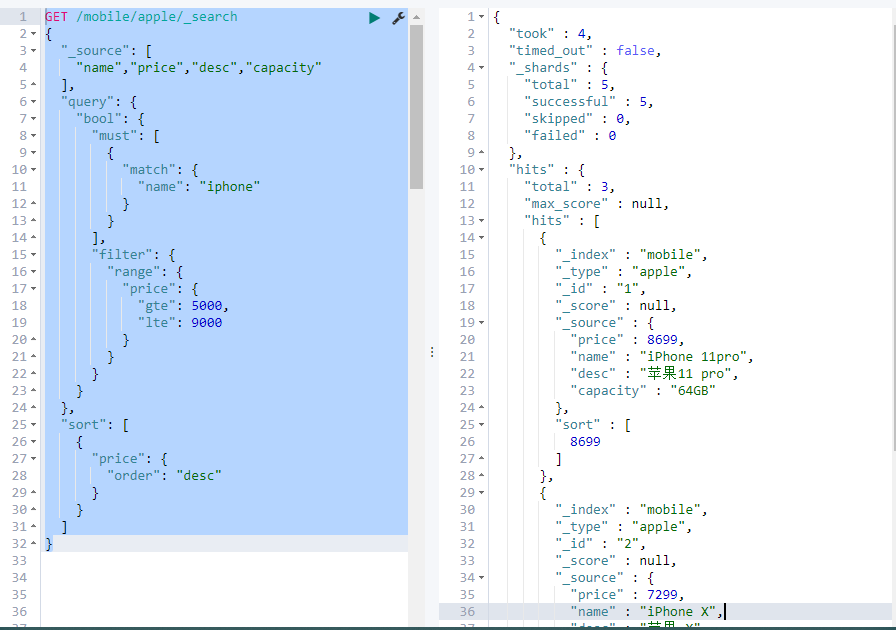 GET /mobile/apple/_search
{
  "_source": [
    "name","price","desc","capacity"
  ],
  "query": {
    "bool": {
      "must": [
        {
          "match": {
            "name": "iphone"
          }
        }
      ],
      "filter": {
        "range": {
          "price": {
            "gte": 5000,
            "lte": 9000
          }
        }
      }
    }
  },
  "sort": [
    {
      "price": {
        "order": "desc"
      }
    }
  ]
}
{
  "took" : 4,
  "timed_out" : false,
  "_shards" : {
    "total" : 5,
    "successful" : 5,
    "skipped" : 0,
    "failed" : 0
  },
  "hits" : {
    "total" : 3,
    "max_score" : null,
    "hits" : [
      {
        "_index" : "mobile",
        "_type" : "apple",
        "_id" : "1",
        "_score" : null,
        "_source" : {
          "price" : 8699,
          "name" : "iPhone 11pro",
          "desc" : "苹果11 pro",
          "capacity" : "64GB"
        },
        "sort" : [
          8699
        ]
      },
      {
        "_index" : "mobile",
        "_type" : "apple",
        "_id" : "2",
        "_score" : null,
        "_source" : {
          "price" : 7299,
          "name" : "iPhone X",
          "desc" : "苹果 X"